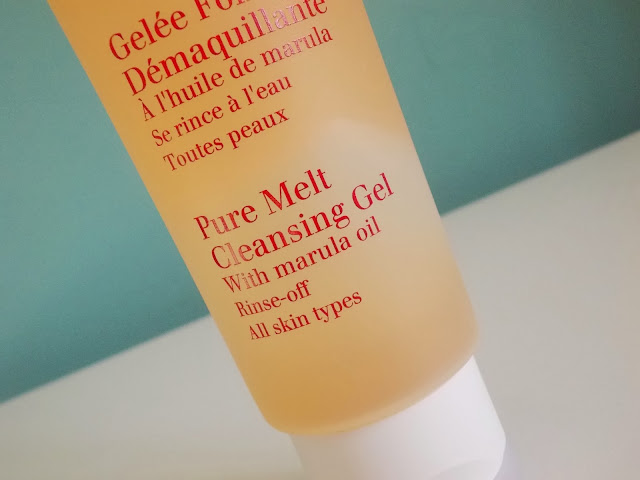 Gelée
Démaquillante
À l'huile de marula
Se rince à l'eau
Toutes peaux
Pure Melt
Cleansing Gel
With marula oil
Rinse-off
All skin types